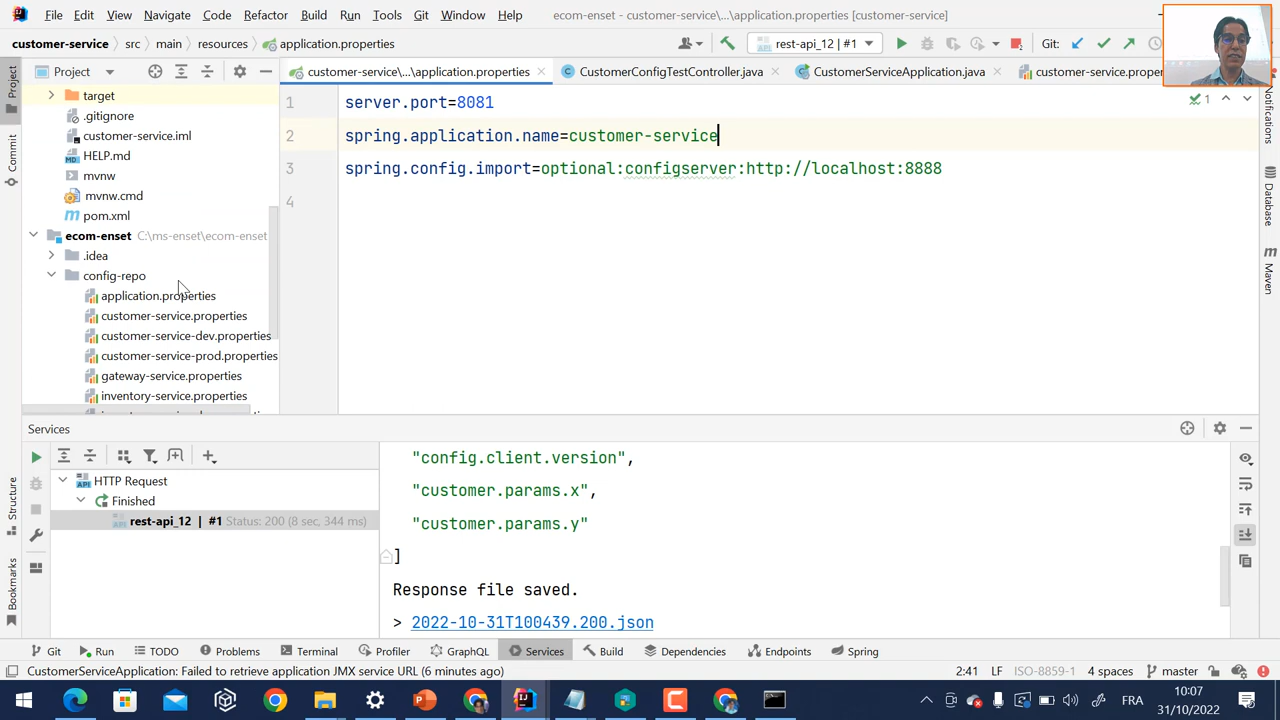 File Edit View Navigate Code Refactor Build Run Tools Git Window Help ecom-enset - customer-service\...\application.properties [customer-service]
customer-service src main resources application.properties rest-api_12 | #1 Git:
Project customer-service\...\application.properties CustomerConfigTestController.java CustomerServiceApplication.java customer-service.proper
Project
Commit
Structure
Bookmarks
target
.gitignore
customer-service.iml
HELP.md
mvnw
mvnw.cmd
pom.xml
ecom-enset C:\ms-enset\ecom-enset
.idea
config-repo
application.properties
customer-service.properties
customer-service-dev.properties
customer-service-prod.properties
gateway-service.properties
inventory-service.properties
1 server.port=8081
2 spring.application.name=customer-service
3 spring.config.import=optional:configserver:http://localhost:8888
4
1
Notifications
Database
Maven
Services
HTTP Request
Finished
rest-api_12 | #1 Status: 200 (8 sec, 344 ms)
"config.client.version",
"customer.params.x",
"customer.params.y"
]
Response file saved.
> 2022-10-31T100439.200.json
Git Run TODO Problems Terminal Profiler GraphQL Services Build Dependencies Endpoints Spring
CustomerServiceApplication: Failed to retrieve application JMX service URL (6 minutes ago) 2:41 LF ISO-8859-1 4 spaces master
FRA 10:07
31/10/2022